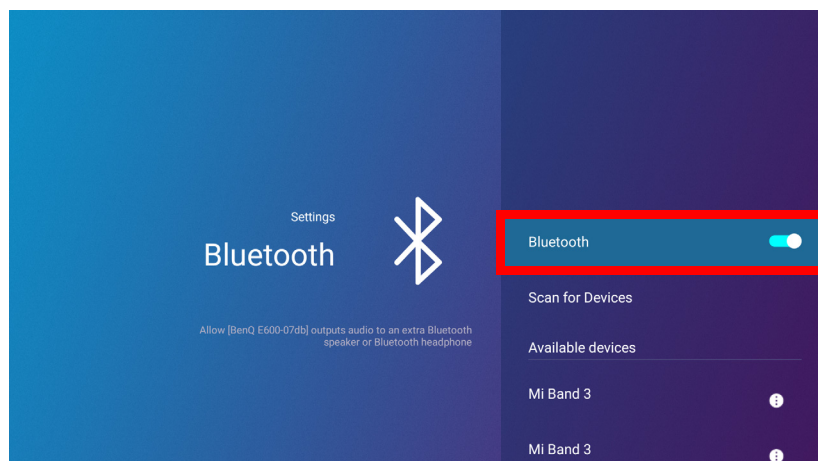 Settings
Bluetooth
Allow [BenQ E600-07db] outputs audio to an extra Bluetooth
speaker or Bluetooth headphone
Bluetooth
Scan for Devices
Available devices
Mi Band 3
Mi Band 3